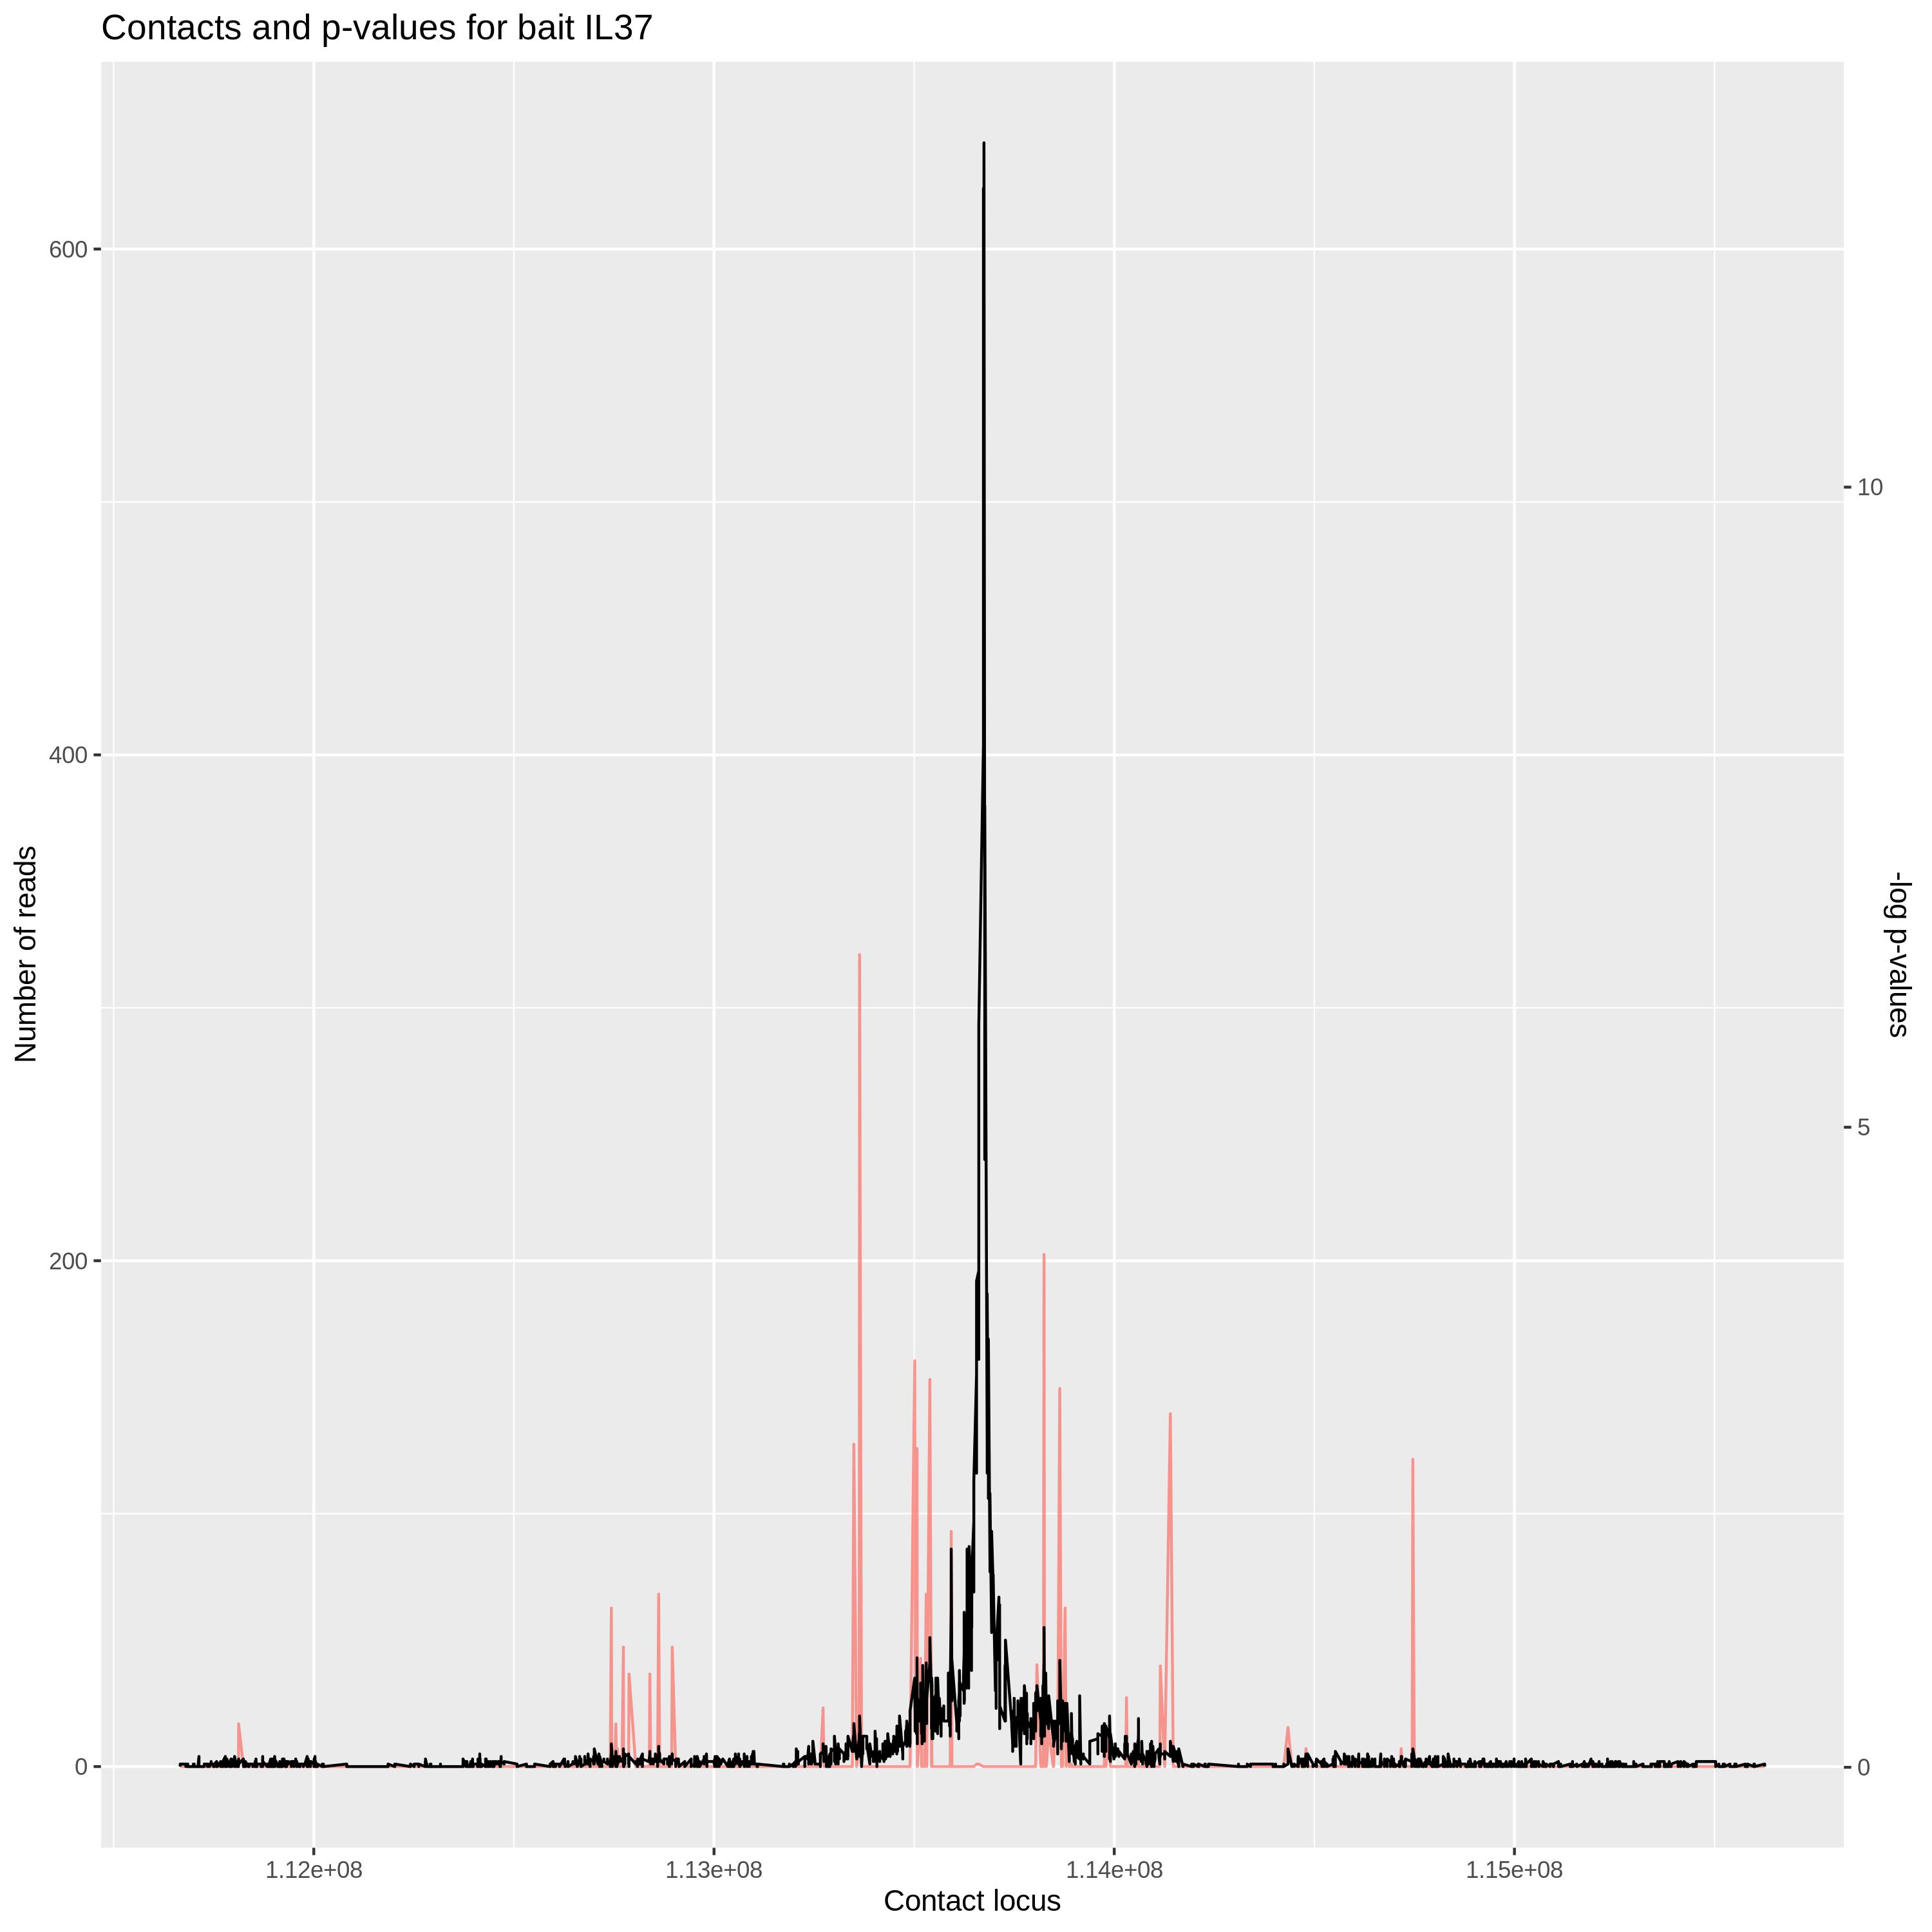 Contacts and p-values for bait IL37
600
400
200
0
10
5
0
Number of reads
-log p-values
1.12e+08
1.13e+08
1.14e+08
1.15e+08
Contact locus